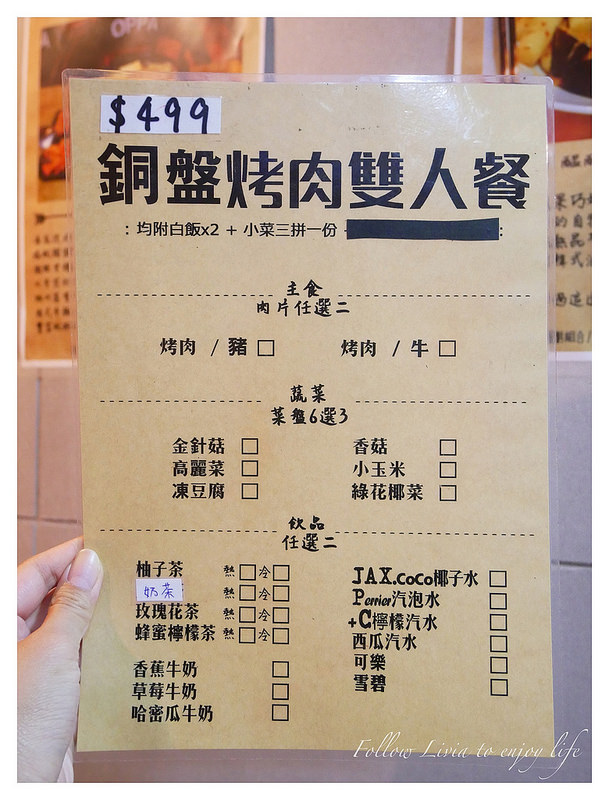 OPPA
$499
銅盤烤肉雙人餐
: 均附白飯x2 + 小菜三拼一份 :
主食
肉片任選二
烤肉 / 豬 □ 烤肉 / 牛 □
蔬菜
菜盤6選3
金針菇 □ 香菇 □
高麗菜 □ 小玉米 □
凍豆腐 □ 綠花椰菜 □
飲品
任選二
柚子茶 熱□冷□
奶茶 熱□冷□
玫瑰花茶 熱□冷□
蜂蜜檸檬茶 熱□冷□
香蕉牛奶 □
草莓牛奶 □
哈密瓜牛奶 □
JAX.coco椰子水 □
Perrier汽泡水 □
+C檸檬汽水 □
西瓜汽水 □
可樂 □
雪碧 □
Follow Livia to enjoy life